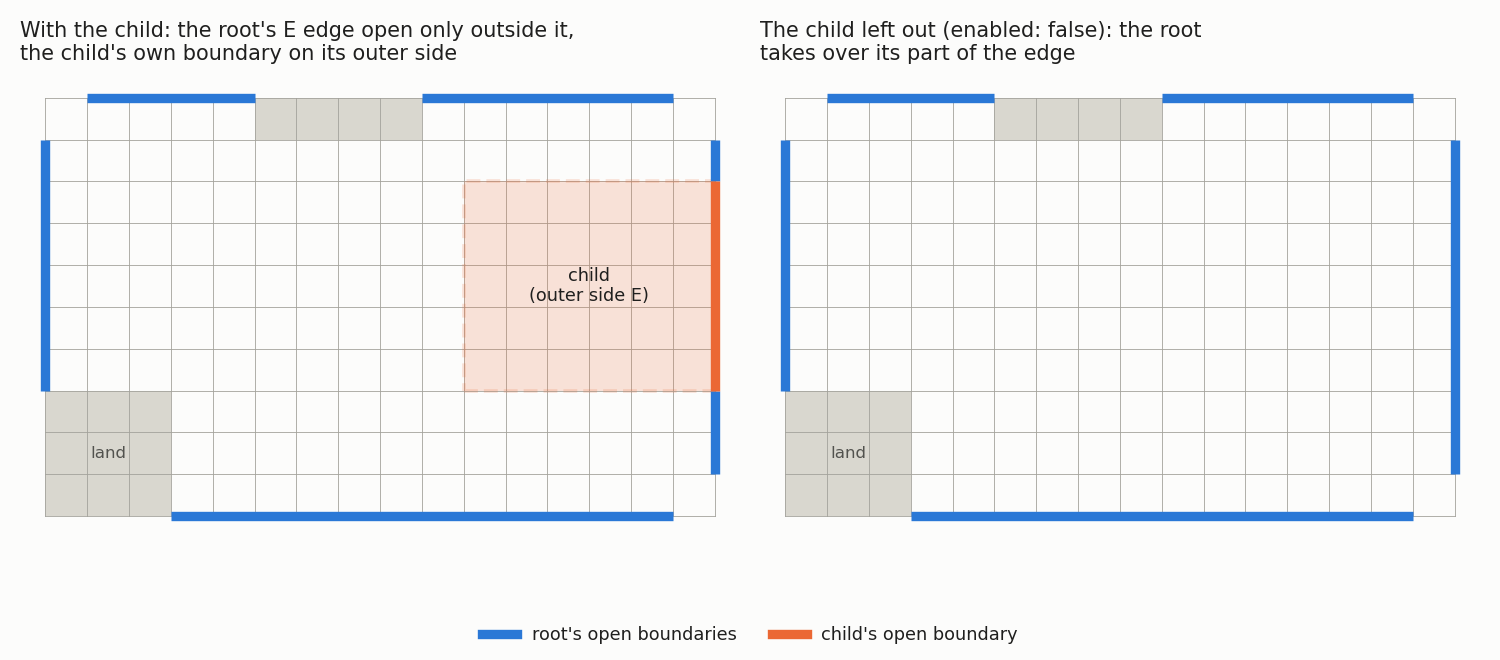 With the child: the root's E edge open only outside it,
the child's own boundary on its outer side
The child left out (enabled: false): the root
takes over its part of the edge
child
(outer side E)
land
land
root's open boundaries
child's open boundary